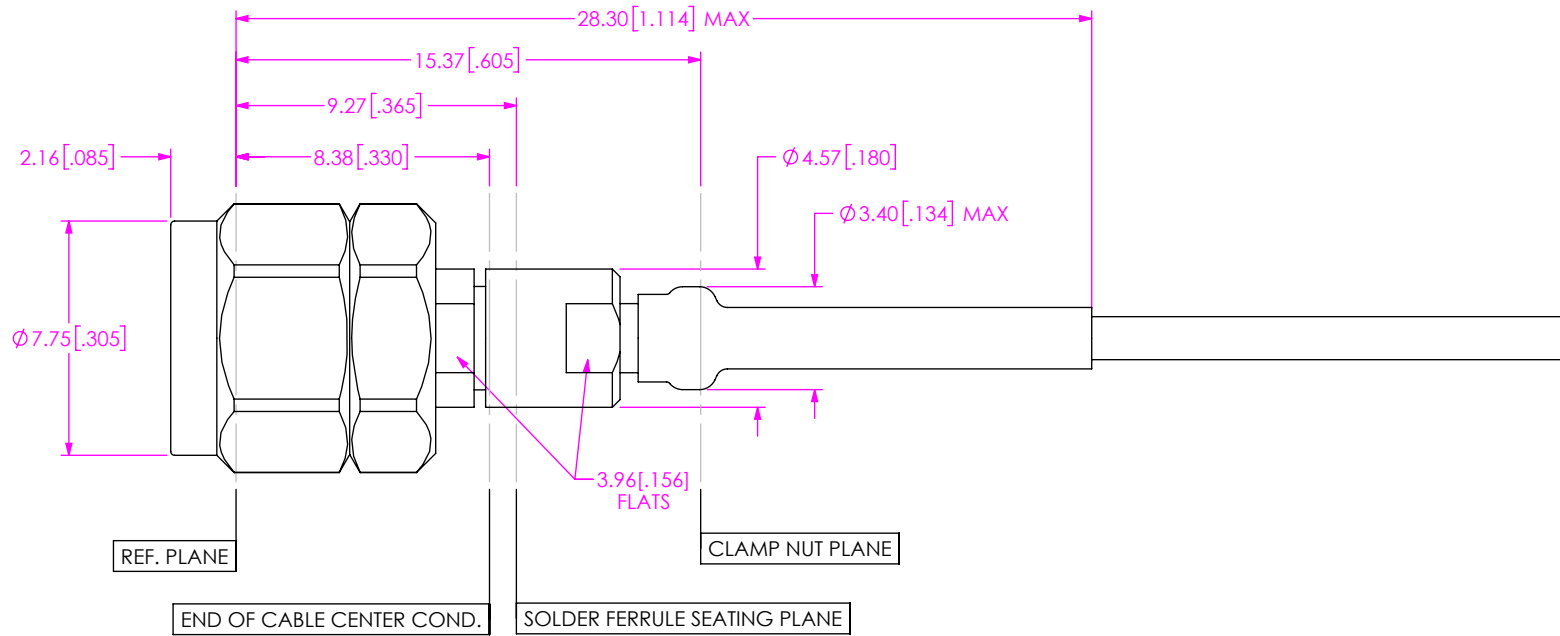 28.30[1.114] MAX
15.37[.605]
9.27[.365]
2.16[.085]
8.38[.330]
Ø4.57[.180]
Ø3.40[.134] MAX
Ø7.75[.305]
3.96[.156]
FLATS
REF. PLANE
CLAMP NUT PLANE
END OF CABLE CENTER COND.
SOLDER FERRULE SEATING PLANE